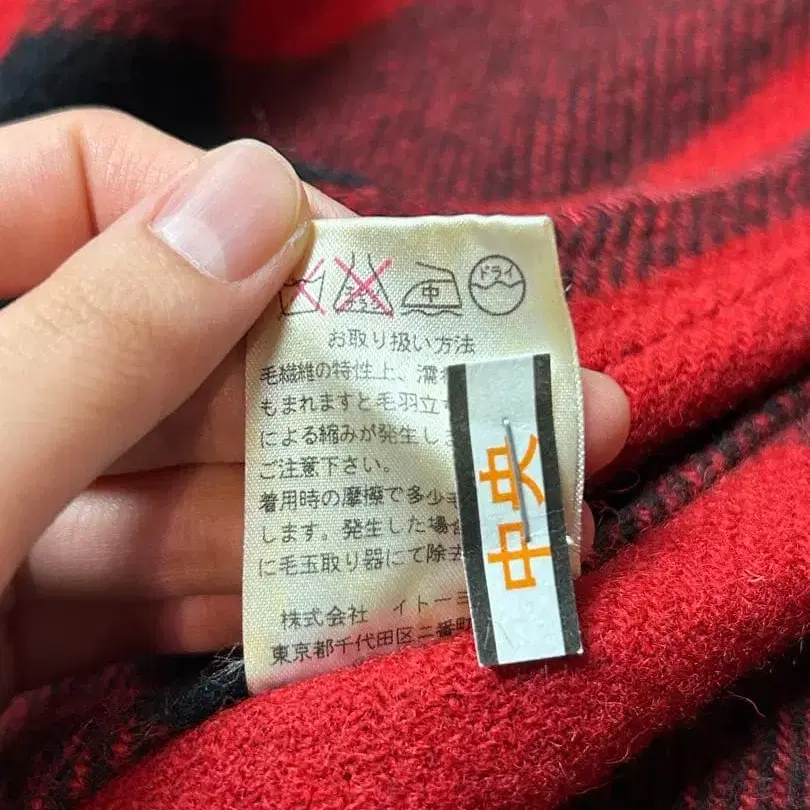 中
ドライ
お取り扱い方法
毛繊維の特性上、濡
もまれますと毛羽立
による縮みが発生し
ご注意下さい。
着用時の摩擦で多少
します。発生した場合
に毛玉取り器にて除去
株式会社 イトーヨ
東京都千代田区二番町
中央